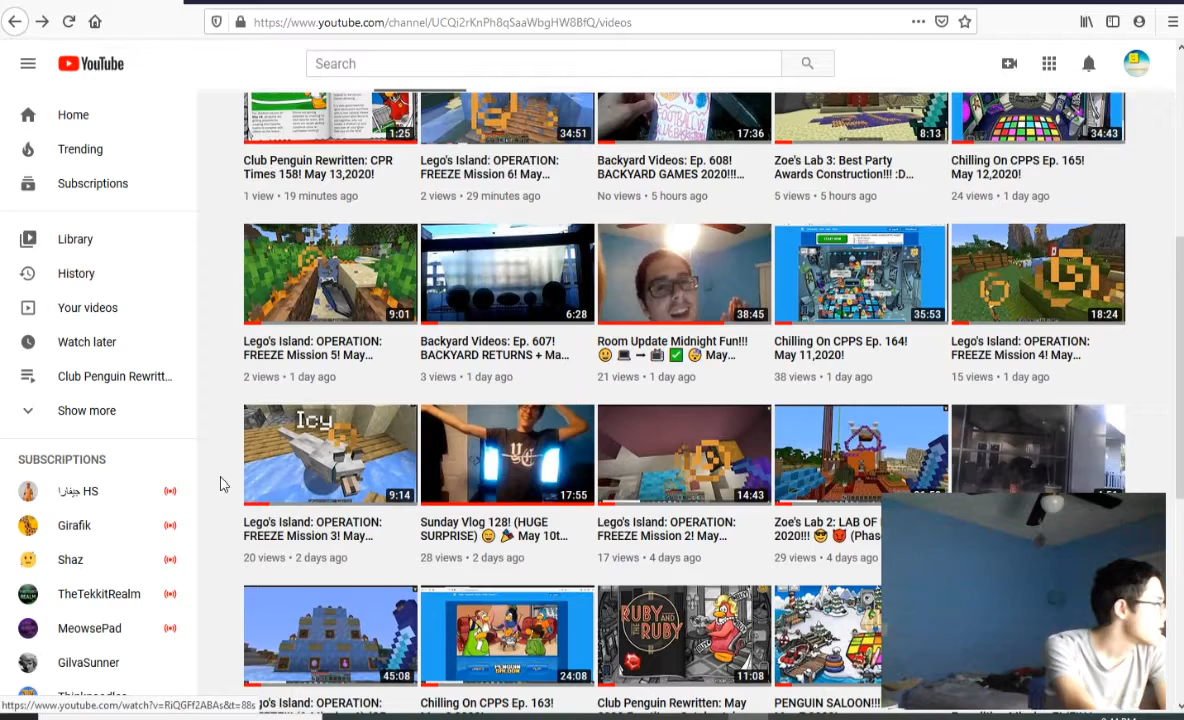 https://www.youtube.com/channel/UCQi2rKnPh8qSaaWbgHW8BfQ/videos
YouTube
Search
Home
Trending
Subscriptions
Library
History
Your videos
Watch later
Club Penguin Rewritt...
Show more
SUBSCRIPTIONS
جيفارا HS
Girafik
Shaz
TheTekkitRealm
MeowsePad
GilvaSunner
Thinknoodles
https://www.youtube.com/watch?v=RiQGFf2ABAs&t=88s
1:25
34:51
17:36
8:13
34:43
Club Penguin Rewritten: CPR
Times 158! May 13,2020!
1 view • 19 minutes ago
Lego's Island: OPERATION:
FREEZE Mission 6! May...
2 views • 29 minutes ago
Backyard Videos: Ep. 608!
BACKYARD GAMES 2020!!!...
No views • 5 hours ago
Zoe's Lab 3: Best Party
Awards Construction!!! :D...
5 views • 5 hours ago
Chilling On CPPS Ep. 165!
May 12,2020!
24 views • 1 day ago
9:01
6:28
38:45
35:53
18:24
Lego's Island: OPERATION:
FREEZE Mission 5! May...
2 views • 1 day ago
Backyard Videos: Ep. 607!
BACKYARD RETURNS + Ma...
3 views • 1 day ago
Room Update Midnight Fun!!!
May...
21 views • 1 day ago
Chilling On CPPS Ep. 164!
May 11,2020!
38 views • 1 day ago
Lego's Island: OPERATION:
FREEZE Mission 4! May...
15 views • 1 day ago
Icy
9:14
17:55
14:43
Lego's Island: OPERATION:
FREEZE Mission 3! May...
20 views • 2 days ago
Sunday Vlog 128! (HUGE
SURPRISE) May 10t...
28 views • 2 days ago
Lego's Island: OPERATION:
FREEZE Mission 2! May...
17 views • 4 days ago
Zoe's Lab 2: LAB OF
2020!!! (Phas
29 views • 4 days ago
45:08
PENGUIN SALOON
24:08
RUBY AND THE RUBY
11:08
Chilling On CPPS Ep. 163!
Club Penguin Rewritten: May
PENGUIN SALOON!!!